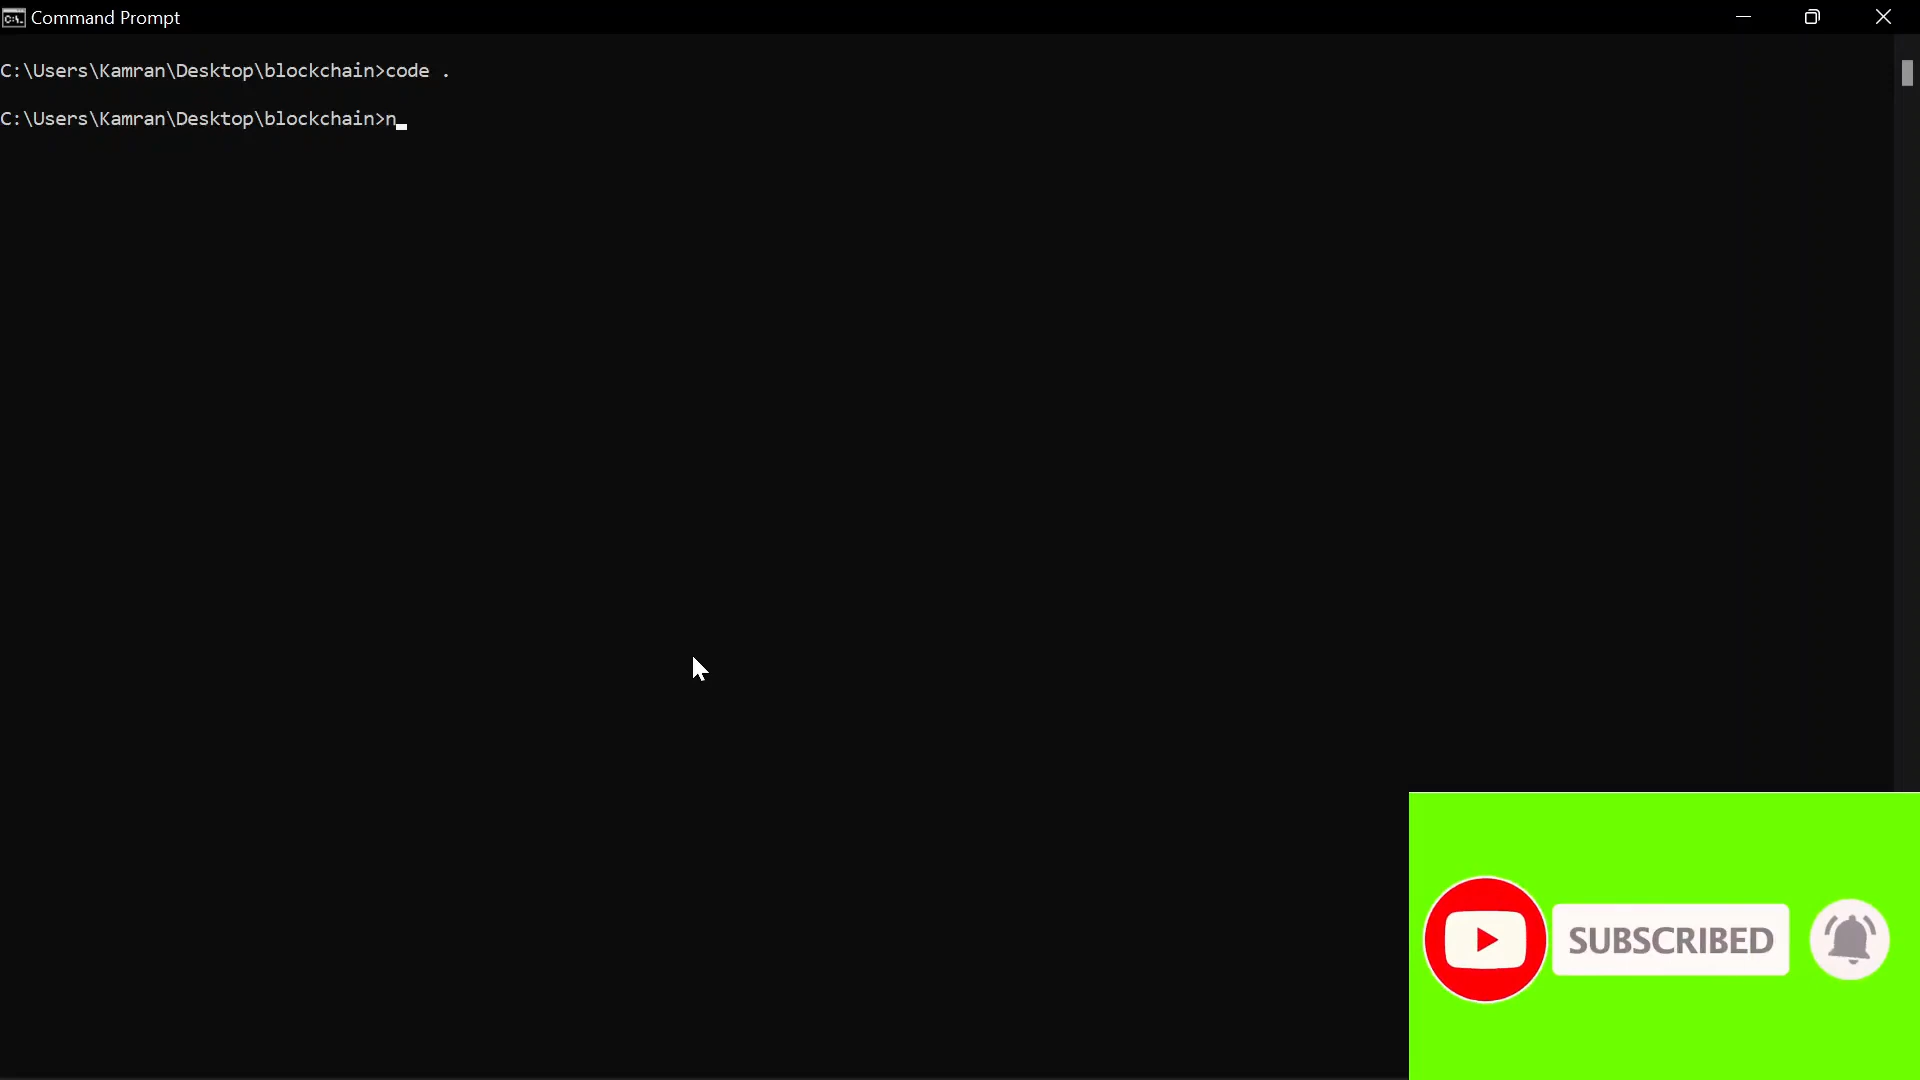 Command Prompt
C:\Users\Kamran\Desktop\blockchain>code .
C:\Users\Kamran\Desktop\blockchain>n
SUBSCRIBED